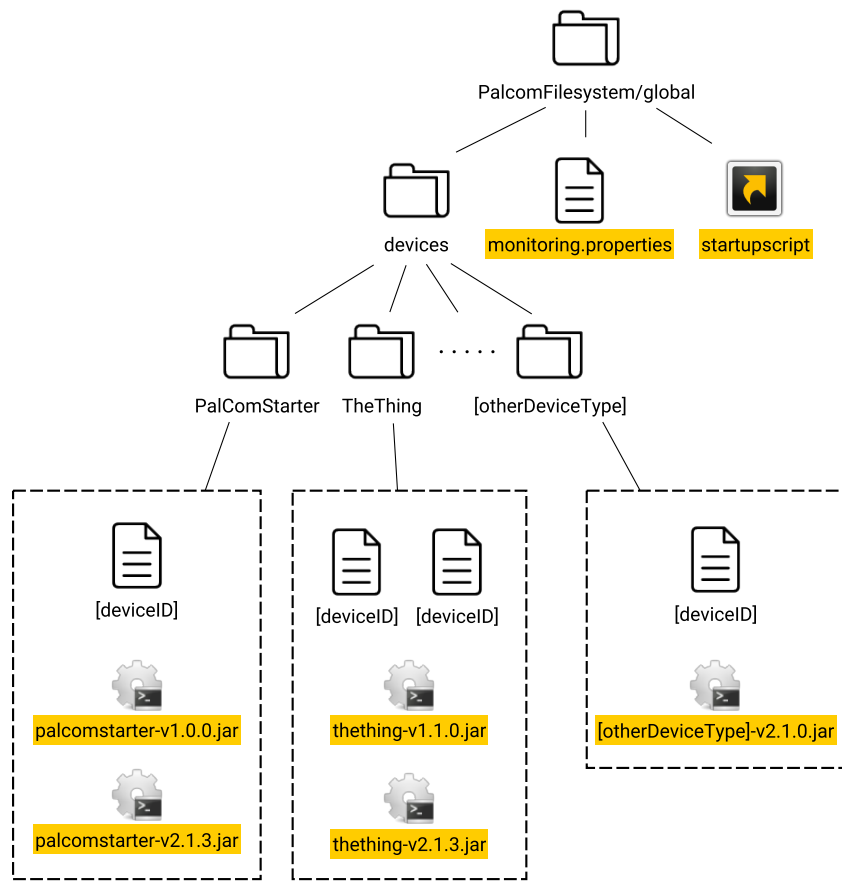 PalcomFilesystem/global
devices
monitoring.properties
startupscript
PalComStarter
TheThing
.....
[otherDeviceType]
[deviceID]
[deviceID]
[deviceID]
[deviceID]
palcomstarter-v1.0.0.jar
thething-v1.1.0.jar
[otherDeviceType]-v2.1.0.jar
palcomstarter-v2.1.3.jar
thething-v2.1.3.jar